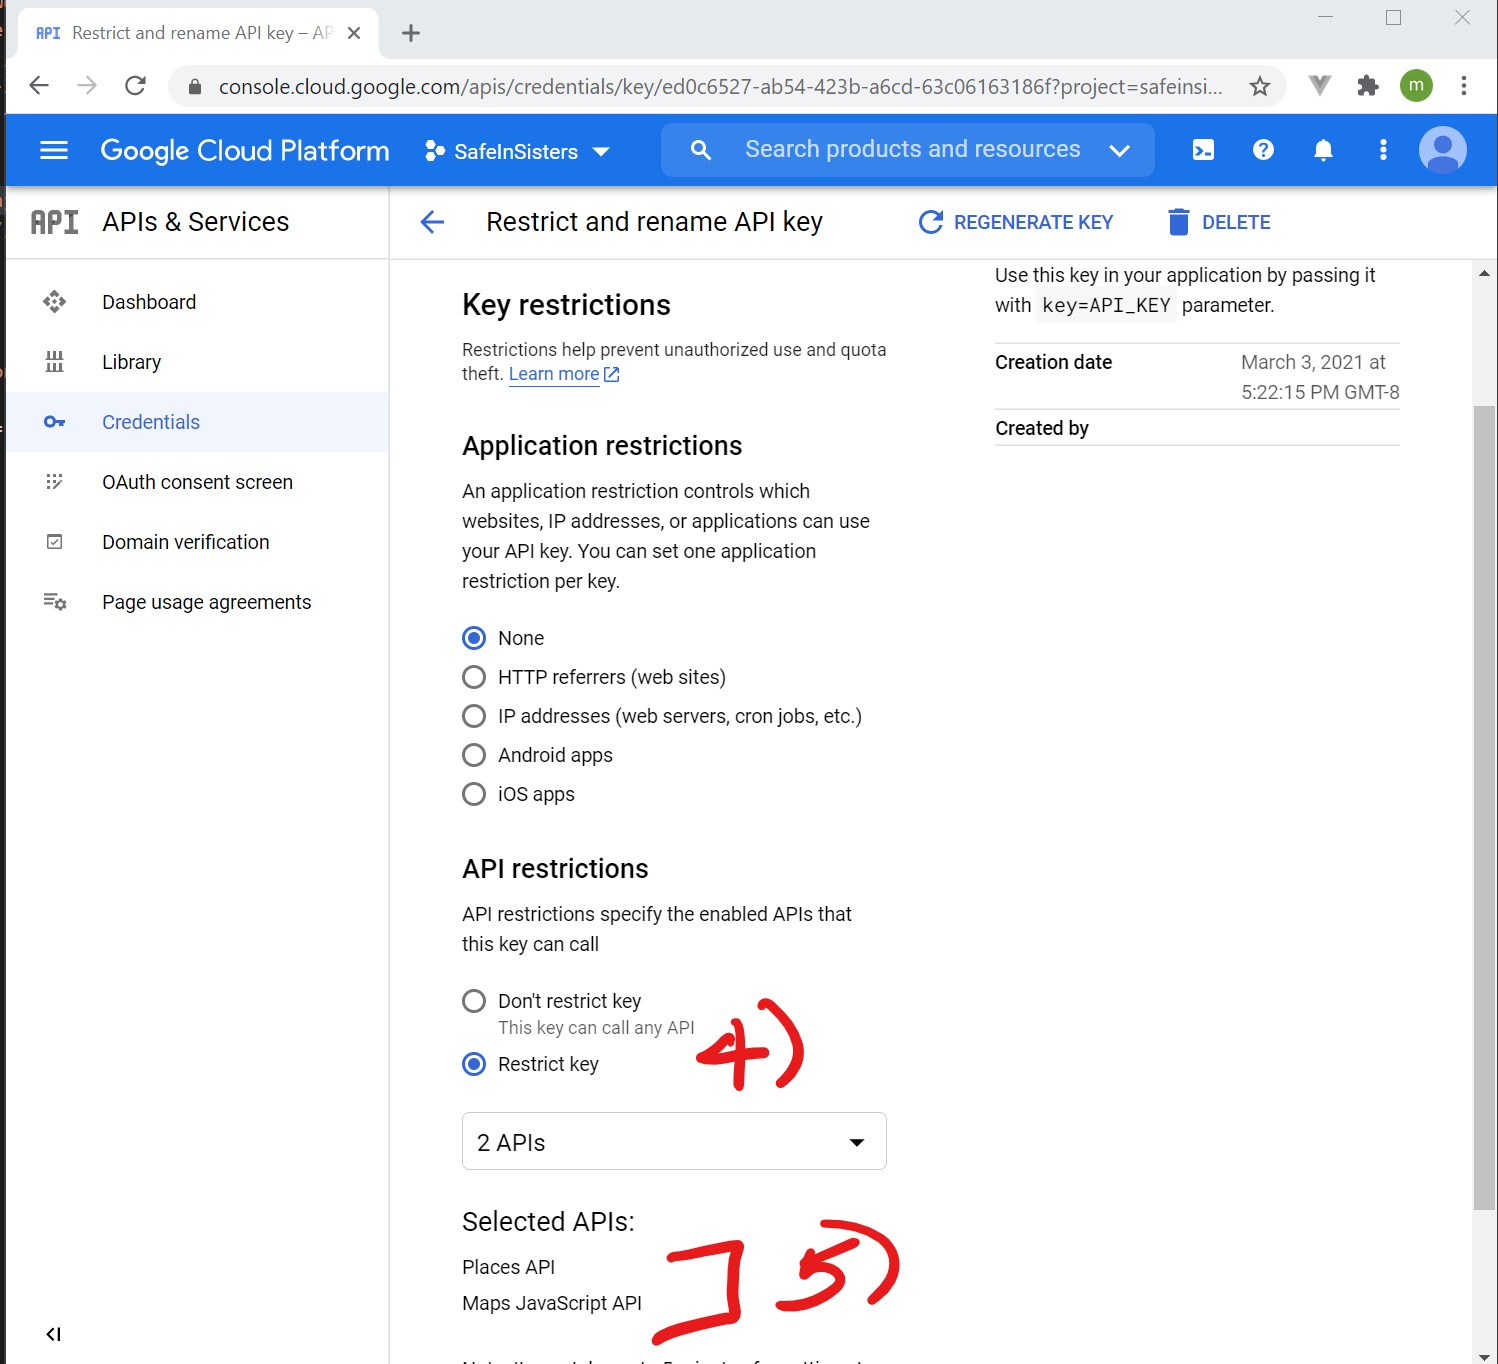 API Restrict and rename API key – AP
console.cloud.google.com/apis/credentials/key/ed0c6527-ab54-423b-a6cd-63c06163186f?project=safeinsi...
m
Google Cloud Platform
SafeInSisters
Search products and resources
API APIs & Services
Restrict and rename API key
REGENERATE KEY
DELETE
Dashboard
Library
Credentials
OAuth consent screen
Domain verification
Page usage agreements
Key restrictions
Restrictions help prevent unauthorized use and quota
theft. Learn more
Application restrictions
An application restriction controls which
websites, IP addresses, or applications can use
your API key. You can set one application
restriction per key.
None
HTTP referrers (web sites)
IP addresses (web servers, cron jobs, etc.)
Android apps
iOS apps
API restrictions
API restrictions specify the enabled APIs that
this key can call
Don't restrict key
This key can call any API
Restrict key
4)
2 APIs
Selected APIs:
Places API
Maps JavaScript API
5)
Use this key in your application by passing it
with key=API_KEY parameter.
Creation date
March 3, 2021 at
5:22:15 PM GMT-8
Created by